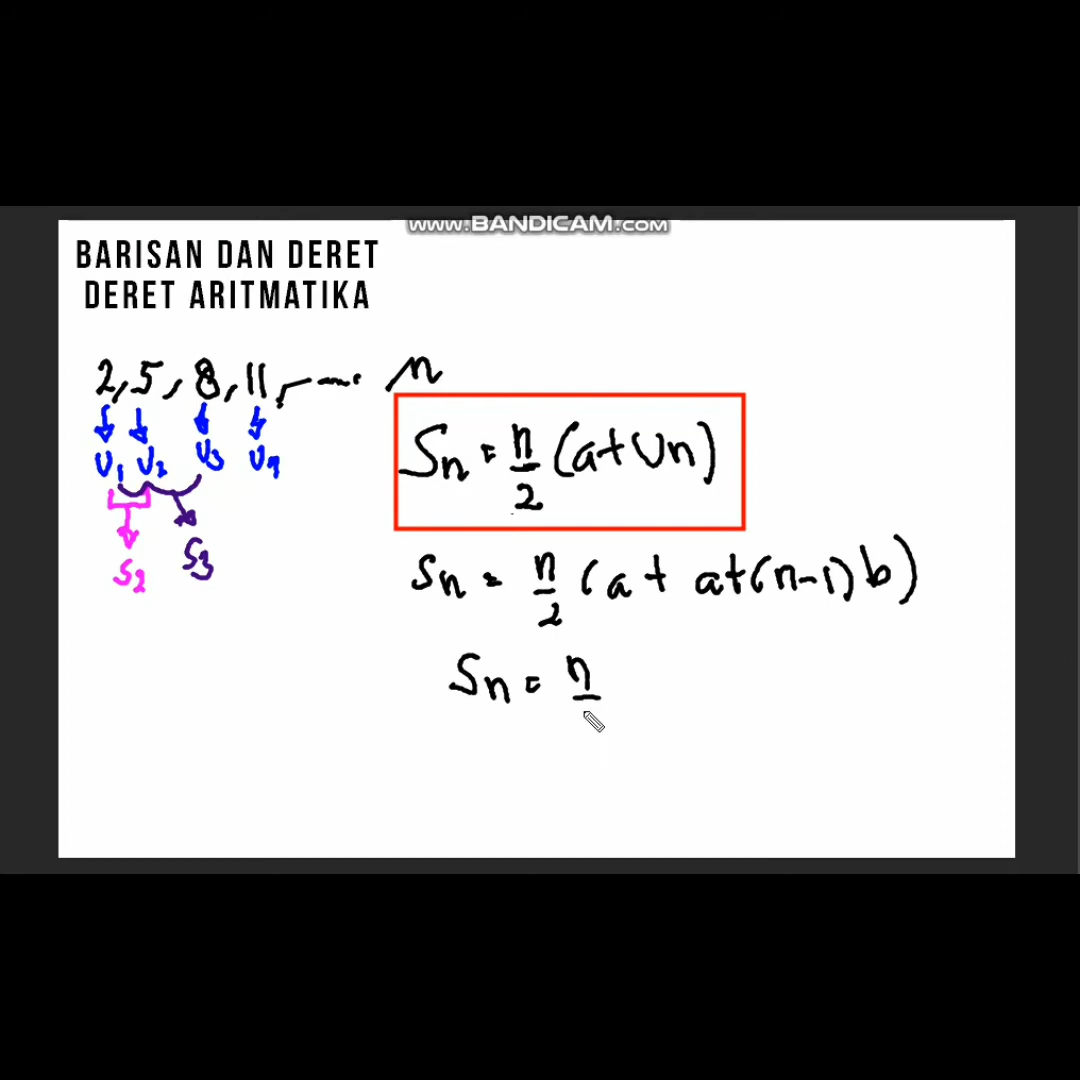 www.BANDICAM.com
BARISAN DAN DERET
DERET ARITMATIKA
2, 5, 8, 11, ---- n
U1 U2 U3 U4
S2 S3
Sn = n/2 (a+Un)
Sn = n/2 (a + a+(n-1)b)
Sn = n/